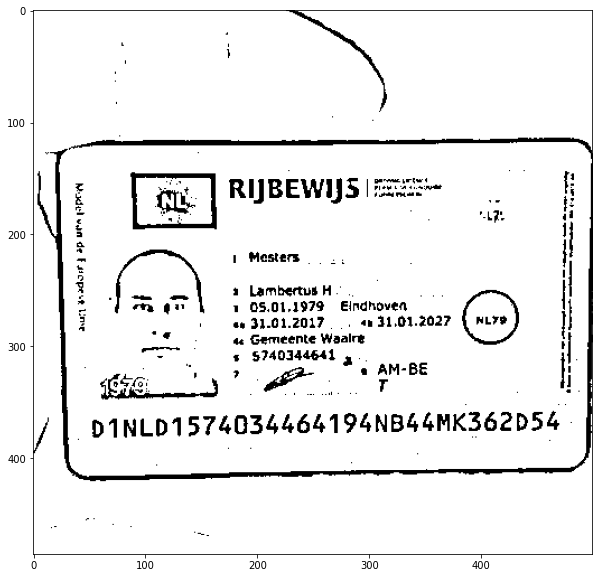 NL
RIJBEWIJS
Model van de Europese Unie
NL7
1 Mesters
2 Lambertus H
3 05.01.1979 Eindhoven
4a 31.01.2017 4b 31.01.2027
NL79
4c Gemeente Waalre
5 5740344641
7
9 AM-BE
T
1979
D1NLD1574034464194NB44MK362D54
0
100
200
300
400
0 100 200 300 400